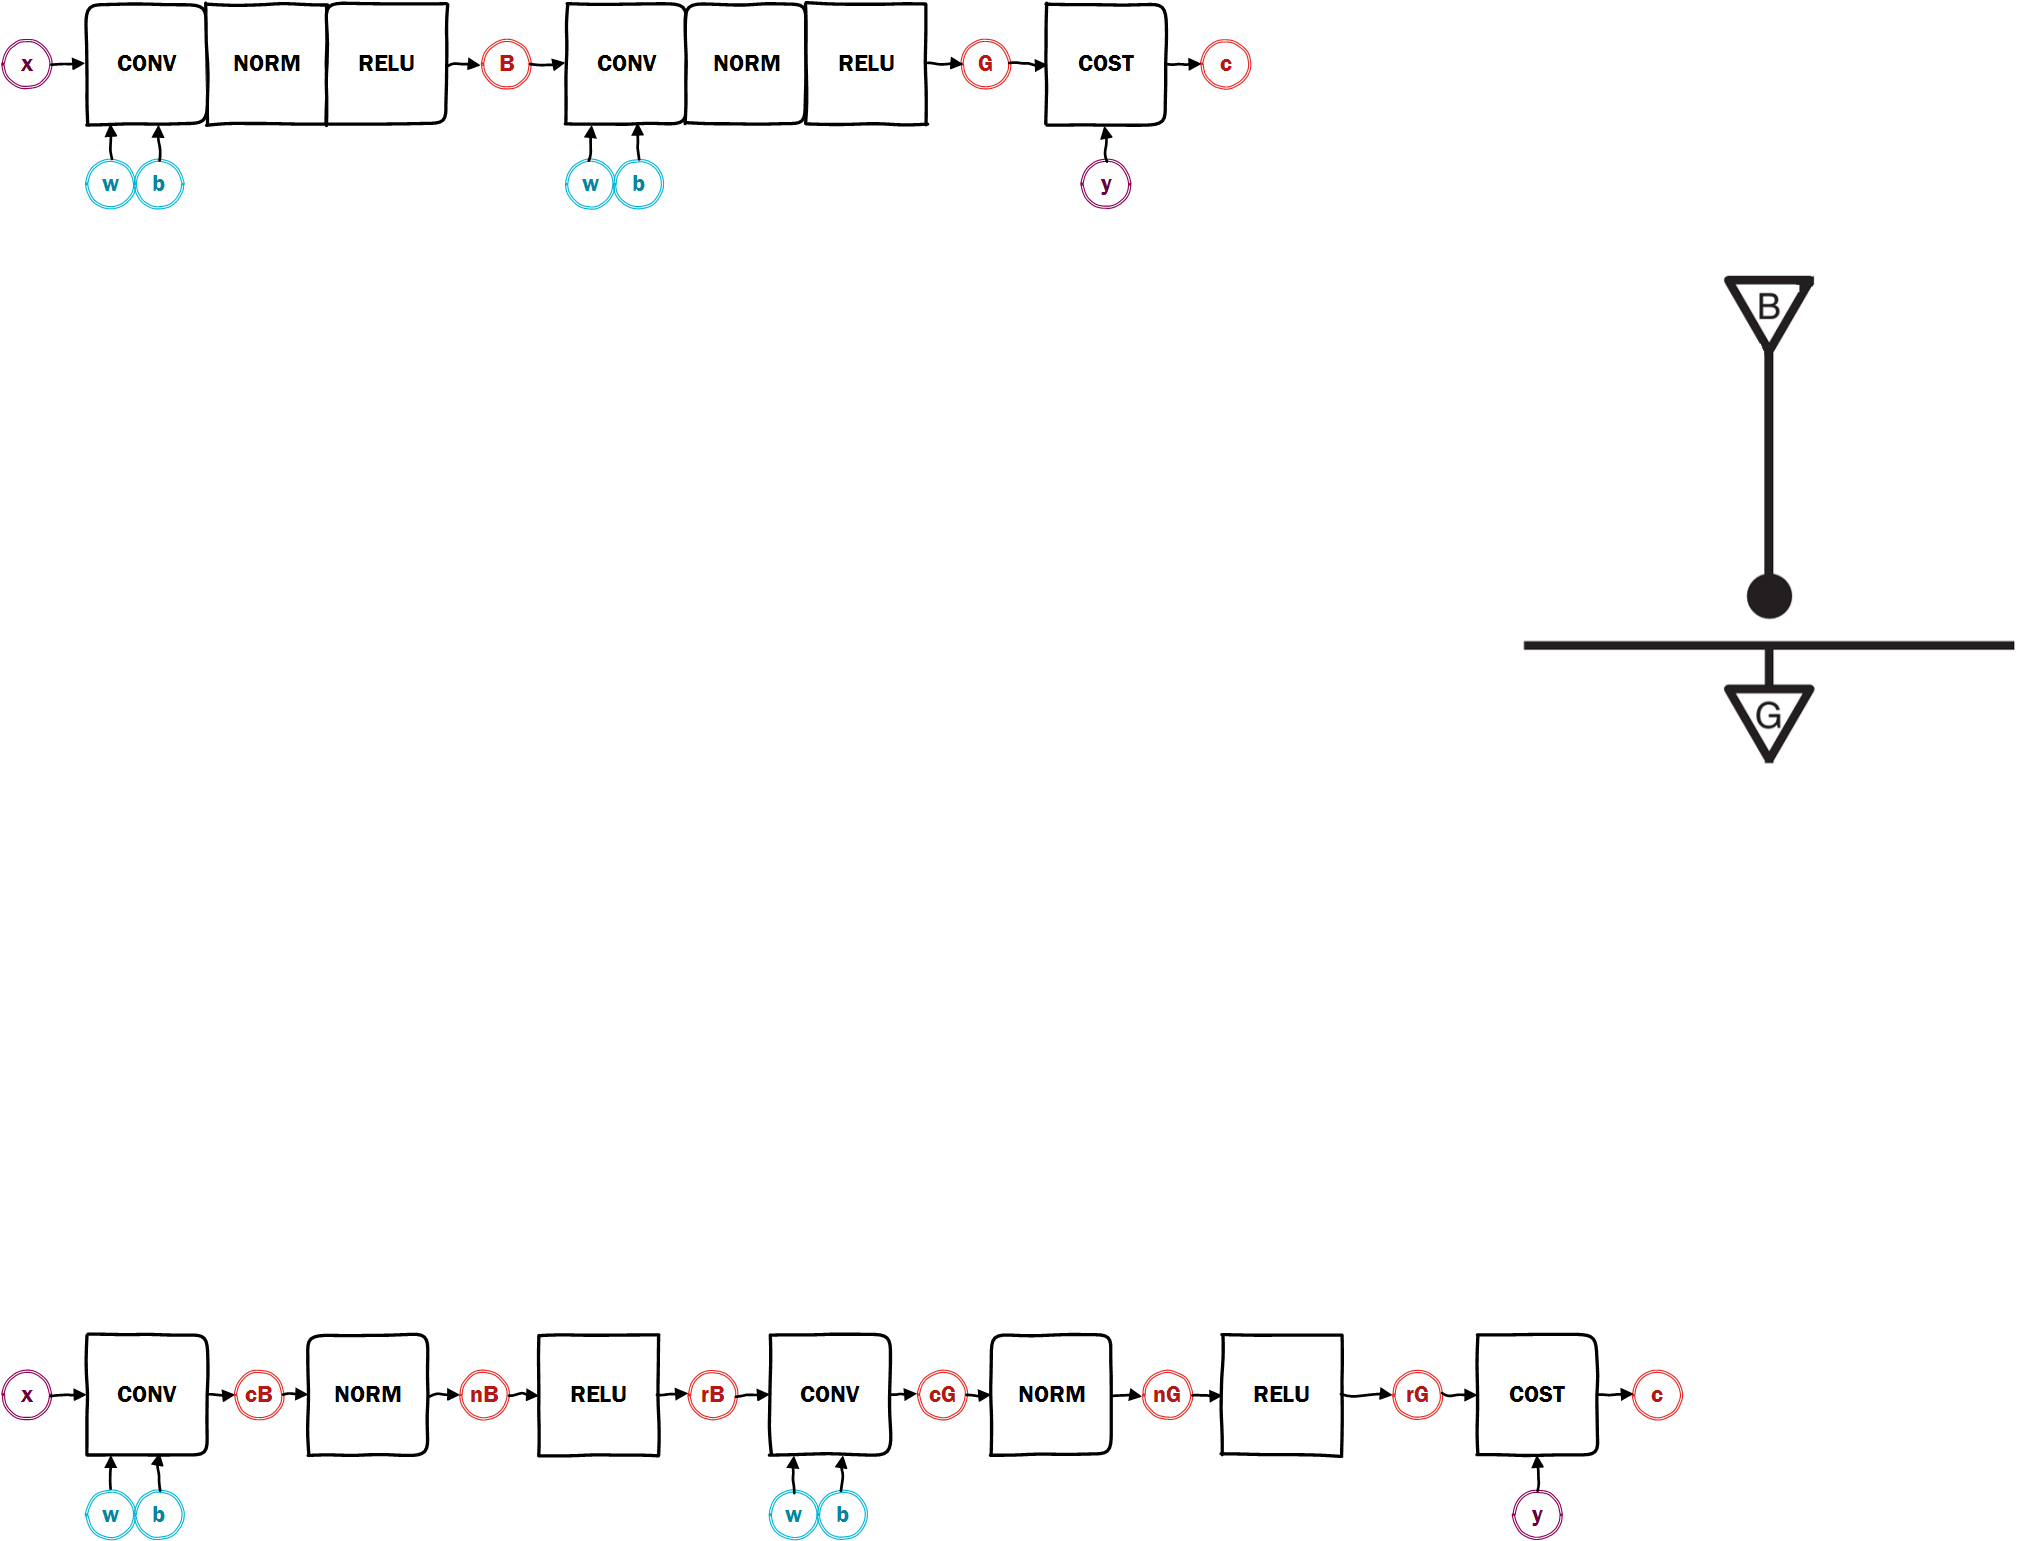 x CONV NORM RELU B CONV NORM RELU G COST c
w b w b y
B
G
x CONV cB NORM nB RELU rB CONV cG NORM nG RELU rG COST c
w b w b y